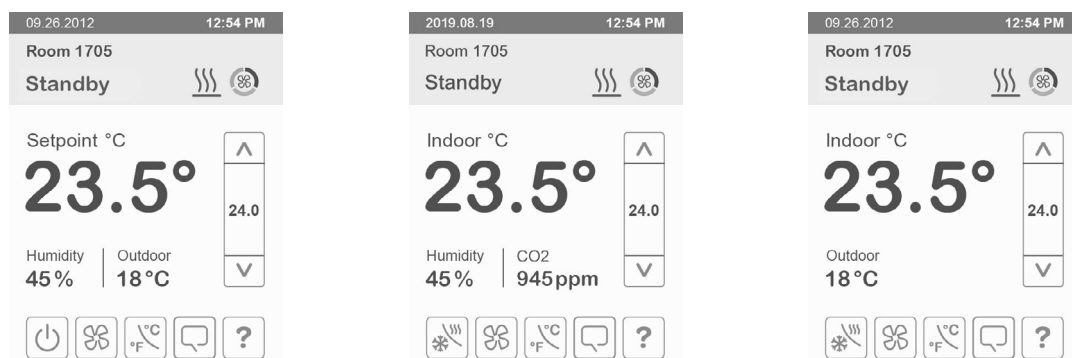 09.26.2012 12:54 PM
Room 1705
Standby
Setpoint °C
23.5°
24.0
Humidity Outdoor
45% 18°C
°C
°F
?
2019.08.19 12:54 PM
Room 1705
Standby
Indoor °C
23.5°
24.0
Humidity CO2
45% 945ppm
°C
°F
?
09.26.2012 12:54 PM
Room 1705
Standby
Indoor °C
23.5°
24.0
Outdoor
18°C
°C
°F
?